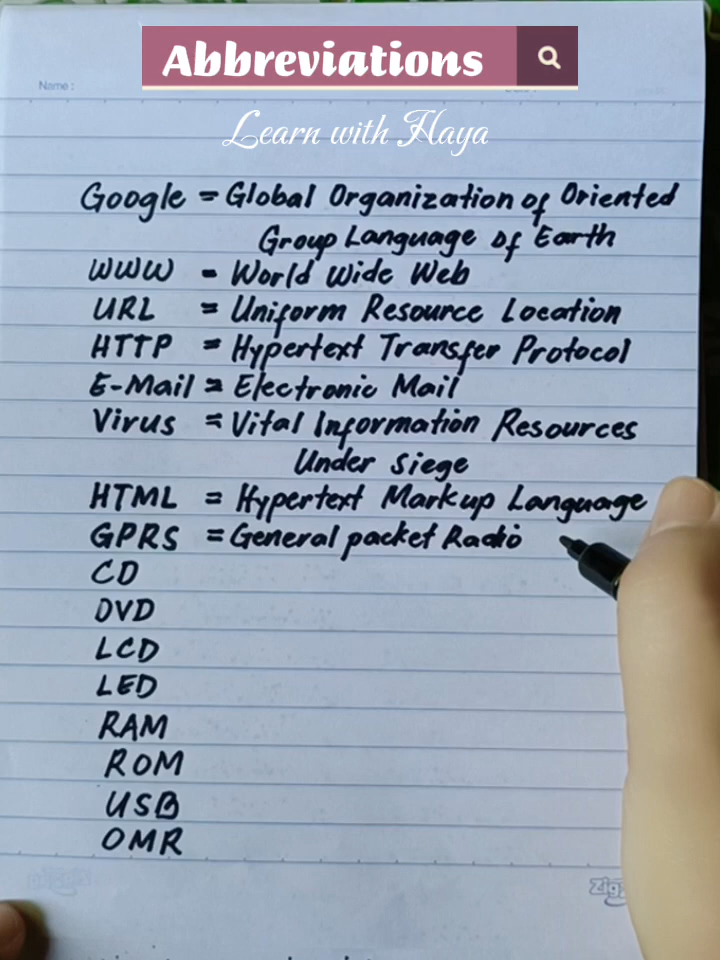 Abbreviations
Name :
Learn with Haya
Google = Global Organization of Oriented
Group Language of Earth
WWW = World Wide Web
URL = Uniform Resource Location
HTTP = Hypertext Transfer Protocol
E-Mail = Electronic Mail
Virus = Vital Information Resources
Under Siege
HTML = Hypertext Markup Language
GPRS = General packet Radio
CD
DVD
LCD
LED
RAM
ROM
USB
OMR